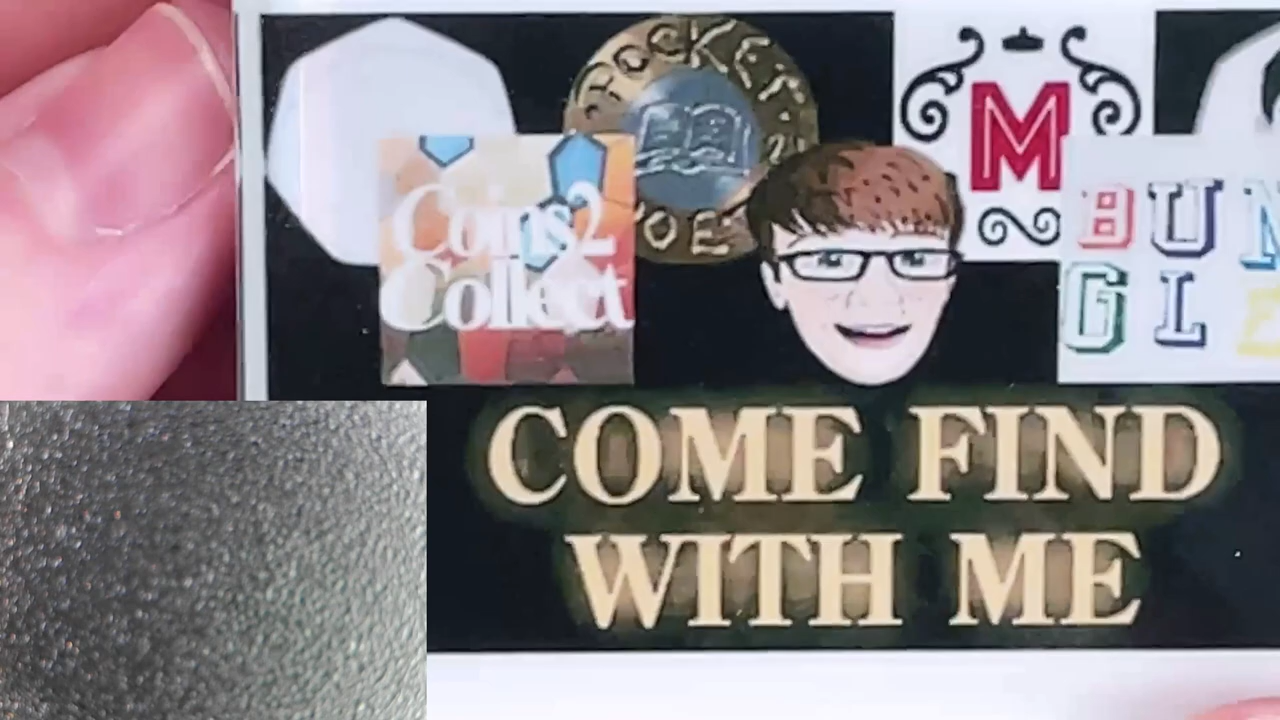 POCKET
POET
M
Coins2
Collect
BUN
GLE
COME FIND
WITH ME